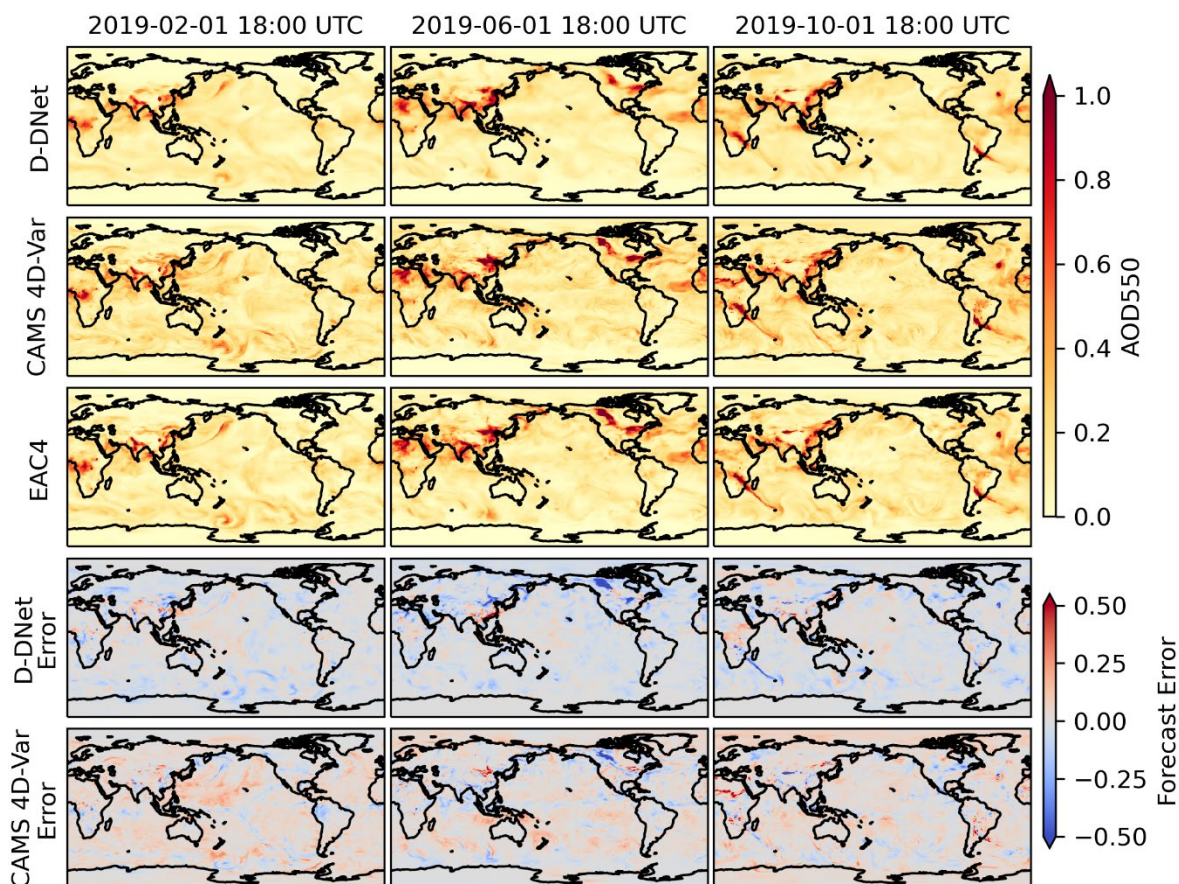 2019-02-01 18:00 UTC
2019-06-01 18:00 UTC
2019-10-01 18:00 UTC
D-DNet
CAMS 4D-Var
EAC4
D-DNet
Error
CAMS 4D-Var
Error
1.0
0.8
0.6
0.4
0.2
0.0
AOD550
0.50
0.25
0.00
−0.25
−0.50
Forecast Error